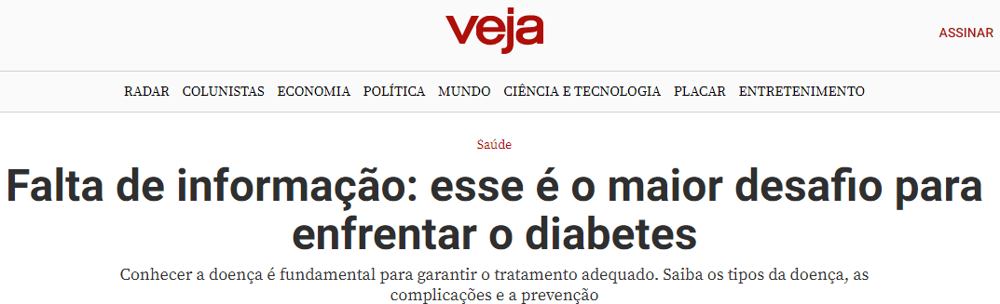 veja
ASSINAR
RADAR COLUNISTAS ECONOMIA POLÍTICA MUNDO CIÊNCIA E TECNOLOGIA PLACAR ENTRETENIMENTO
Saúde
Falta de informação: esse é o maior desafio para
enfrentar o diabetes
Conhecer a doença é fundamental para garantir o tratamento adequado. Saiba os tipos da doença, as
complicações e a prevenção